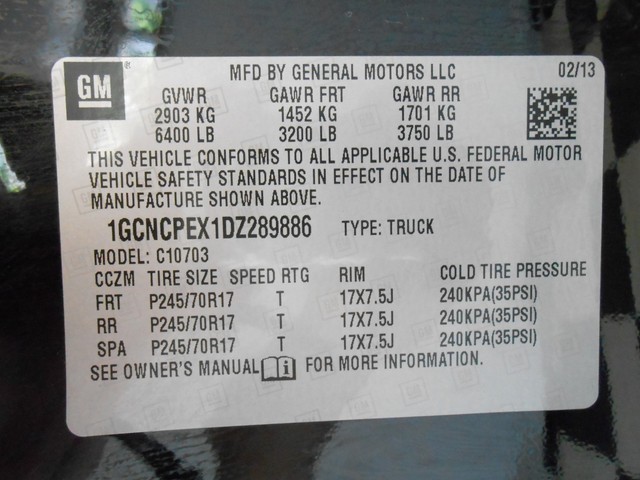 GM MFD BY GENERAL MOTORS LLC 02/13
GVWR GAWR FRT GAWR RR
2903 KG 1452 KG 1701 KG
6400 LB 3200 LB 3750 LB
THIS VEHICLE CONFORMS TO ALL APPLICABLE U.S. FEDERAL MOTOR
VEHICLE SAFETY STANDARDS IN EFFECT ON THE DATE OF
MANUFACTURE SHOWN ABOVE.
1GCNCPEX1DZ289886 TYPE: TRUCK
MODEL: C10703
CCZM TIRE SIZE SPEED RTG RIM COLD TIRE PRESSURE
FRT P245/70R17 T 17X7.5J 240KPA(35PSI)
RR P245/70R17 T 17X7.5J 240KPA(35PSI)
SPA P245/70R17 T 17X7.5J 240KPA(35PSI)
SEE OWNER'S MANUAL i FOR MORE INFORMATION.